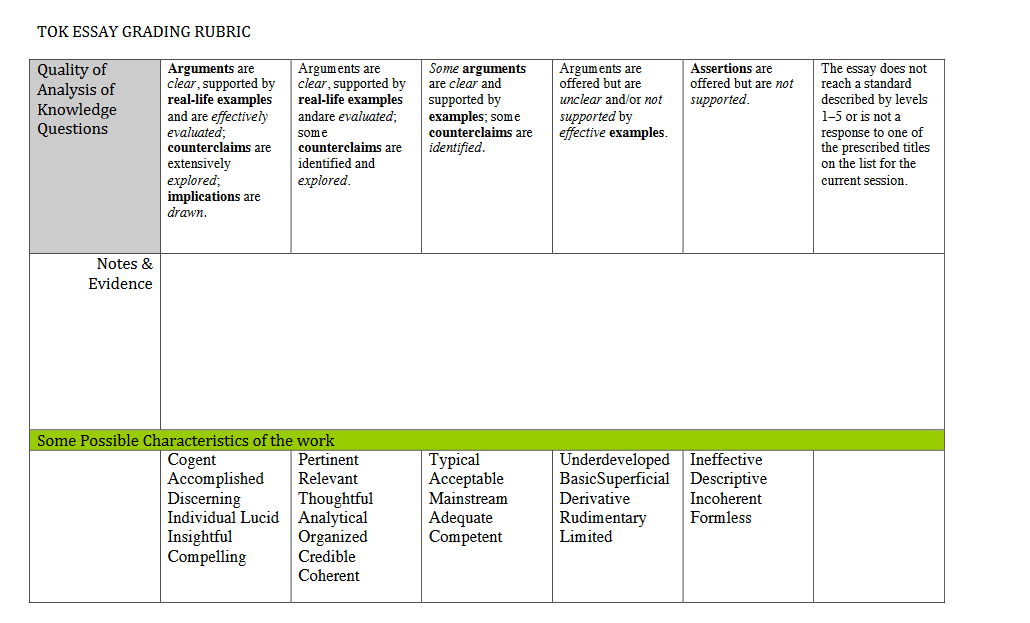 TOK ESSAY GRADING RUBRIC
Quality of
Analysis of
Knowledge
Questions
Arguments are
clear, supported by
real-life examples
and are effectively
evaluated;
counterclaims are
extensively
explored;
implications are
drawn.
Arguments are
clear, supported by
real-life examples
andare evaluated;
some
counterclaims are
identified and
explored.
Some arguments
are clear and
supported by
examples; some
counterclaims are
identified.
Arguments are
offered but are
unclear and/or not
supported by
effective examples.
Assertions are
offered but are not
supported.
The essay does not
reach a standard
described by levels
1–5 or is not a
response to one of
the prescribed titles
on the list for the
current session.
Notes &
Evidence
Some Possible Characteristics of the work
Cogent
Accomplished
Discerning
Individual Lucid
Insightful
Compelling
Pertinent
Relevant
Thoughtful
Analytical
Organized
Credible
Coherent
Typical
Acceptable
Mainstream
Adequate
Competent
Underdeveloped
BasicSuperficial
Derivative
Rudimentary
Limited
Ineffective
Descriptive
Incoherent
Formless